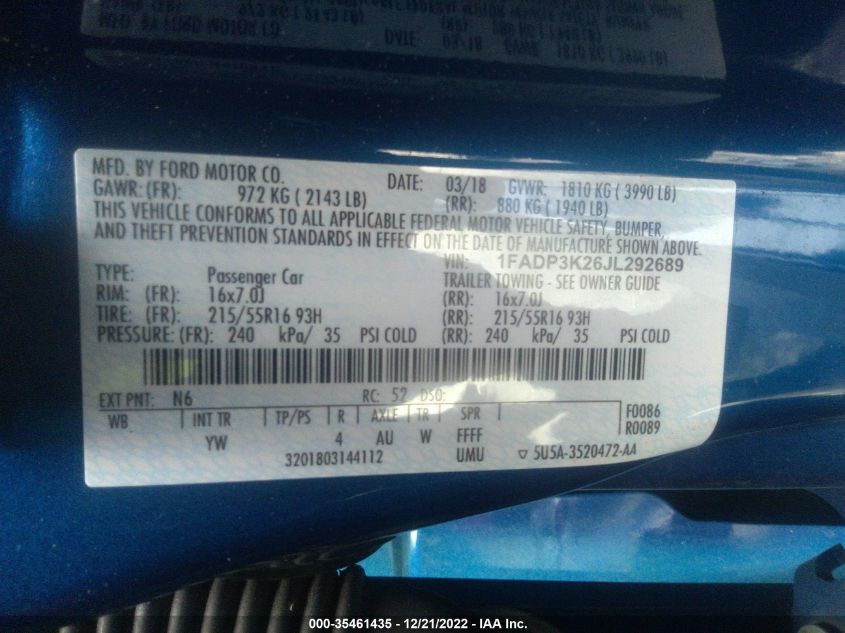 MFD. BY FORD MOTOR CO. DATE: 03/18 GVWR: 1810 KG ( 3990 LB)
GAWR: (FR): 972 KG ( 2143 LB) (RR): 880 KG ( 1940 LB)
THIS VEHICLE CONFORMS TO ALL APPLICABLE FEDERAL MOTOR VEHICLE SAFETY, BUMPER,
AND THEFT PREVENTION STANDARDS IN EFFECT ON THE DATE OF MANUFACTURE SHOWN ABOVE.
VIN: 1FADP3K26JL292689
TYPE: Passenger Car TRAILER TOWING - SEE OWNER GUIDE
RIM: (FR): 16x7.0J (RR): 16x7.0J
TIRE: (FR): 215/55R16 93H (RR): 215/55R16 93H
PRESSURE: (FR): 240 kPa/ 35 PSI COLD (RR): 240 kPa/ 35 PSI COLD
EXT PNT: N6 RC: 52 DSO:
WB INT TR TP/PS R AXLE TR SPR F0086
YW 4 AU W FFFF R0089
3201803144112 UMU ▽ 5U5A-3520472-AA
000-35461435 - 12/21/2022 - IAA Inc.